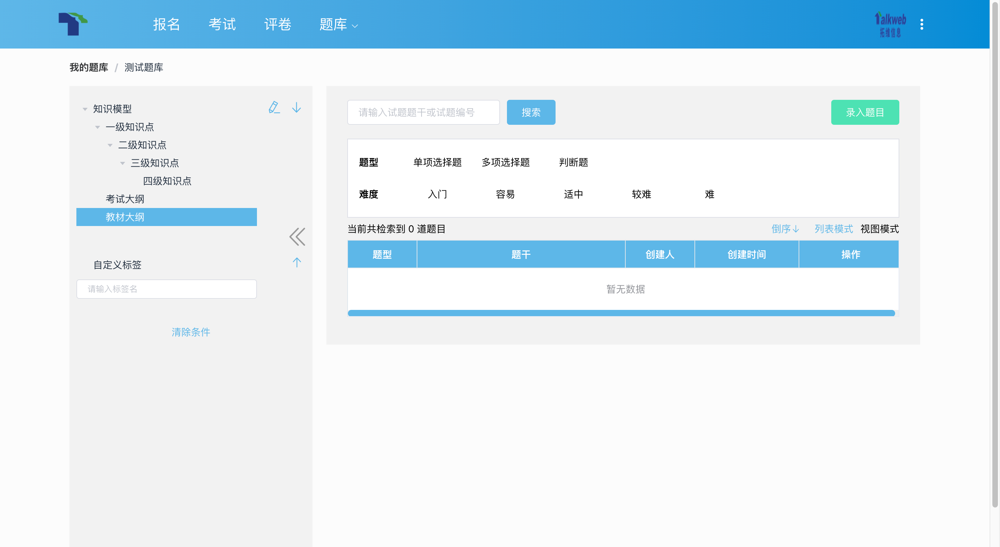 报名 考试 评卷 题库
Talkweb
拓维信息
我的题库 / 测试题库
知识模型
一级知识点
二级知识点
三级知识点
四级知识点
考试大纲
教材大纲
自定义标签
请输入标签名
清除条件
请输入试题题干或试题编号 搜索 录入题目
题型 单项选择题 多项选择题 判断题
难度 入门 容易 适中 较难 难
当前共检索到 0 道题目 倒序 列表模式 视图模式
题型 题干 创建人 创建时间 操作
暂无数据